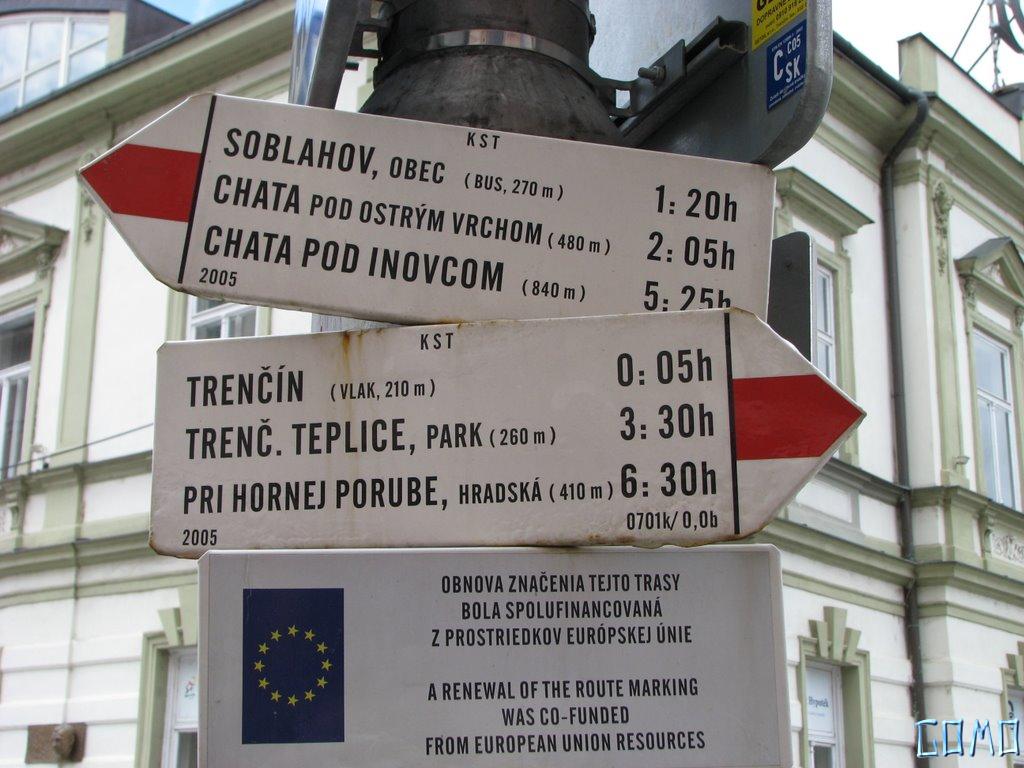 DOPRAVNÉ
C C05
SK
KST
SOBLAHOV, OBEC (BUS, 270 m) 1: 20h
CHATA POD OSTRÝM VRCHOM (480 m) 2: 05h
CHATA POD INOVCOM (840 m) 5: 25h
2005
KST
TRENČÍN (VLAK, 210 m) 0: 05h
TRENČ. TEPLICE, PARK (260 m) 3: 30h
PRI HORNEJ PORUBE, HRADSKÁ (410 m) 6: 30h
2005 0701k/ 0,0b
OBNOVA ZNAČENIA TEJTO TRASY
BOLA SPOLUFINANCOVANÁ
Z PROSTRIEDKOV EURÓPSKEJ ÚNIE
A RENEWAL OF THE ROUTE MARKING
WAS CO-FUNDED
FROM EUROPEAN UNION RESOURCES
Hypoték
GOMO